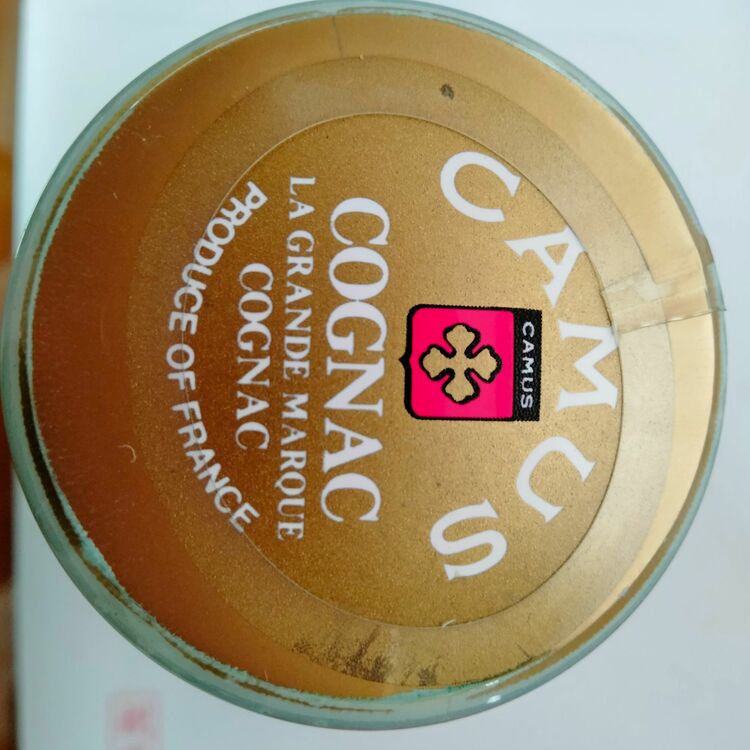 CAMUS
CAMUS
COGNAC
LA GRANDE MARQUE
COGNAC
PRODUCE OF FRANCE